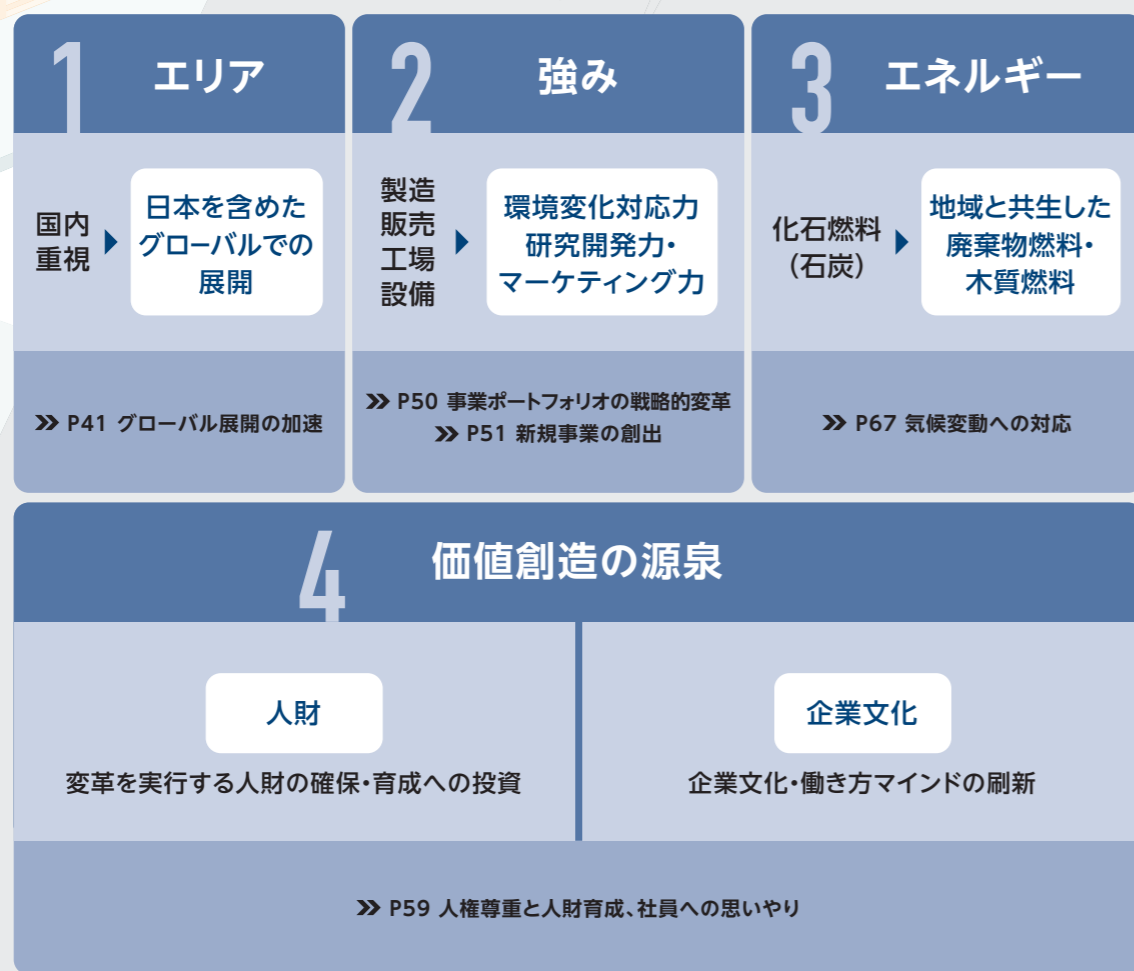 1 エリア
国内
重視
日本を含めた
グローバルでの
展開
P41 グローバル展開の加速
2 強み
製造
販売
工場
設備
環境変化対応力
研究開発力・
マーケティング力
P50 事業ポートフォリオの戦略的変革
P51 新規事業の創出
3 エネルギー
化石燃料
(石炭)
地域と共生した
廃棄物燃料・
木質燃料
P67 気候変動への対応
4 価値創造の源泉
人財
変革を実行する人財の確保・育成への投資
企業文化
企業文化・働き方マインドの刷新
P59 人権尊重と人財育成、社員への思いやり